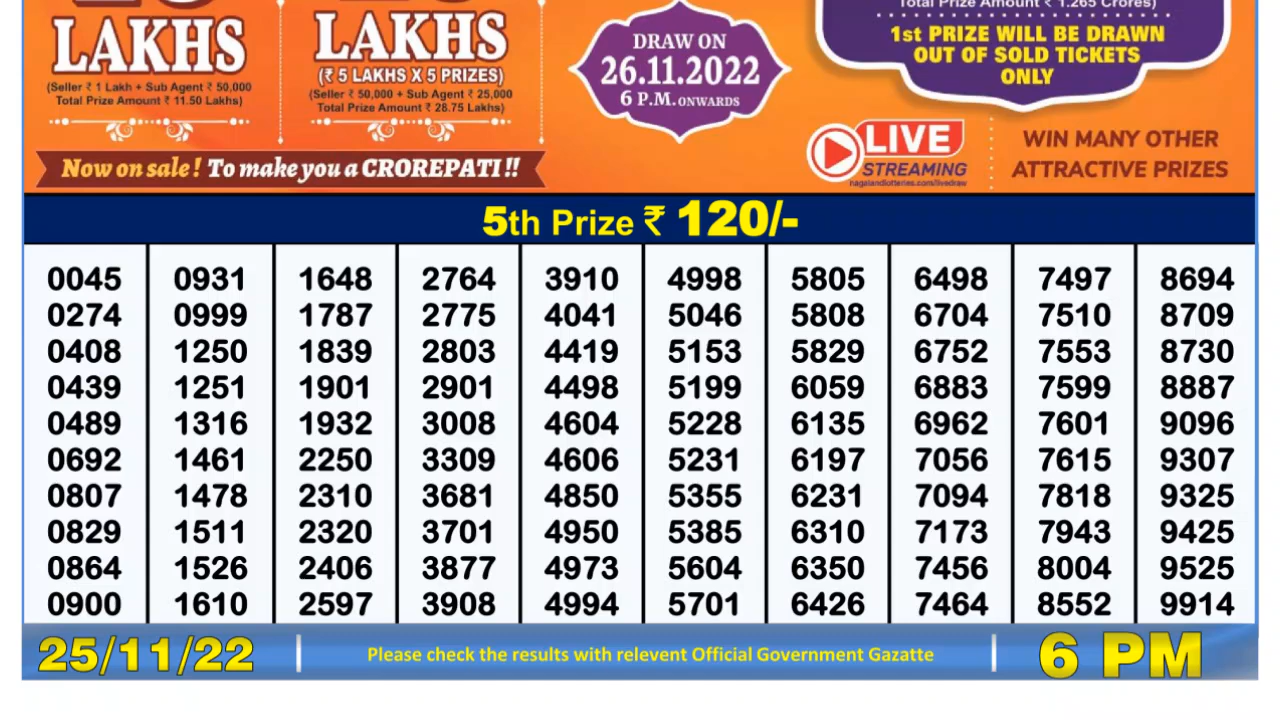 LAKHS
(Seller ₹ 1 Lakh + Sub Agent ₹ 50,000
Total Prize Amount ₹ 11.50 Lakhs)
LAKHS
(₹ 5 LAKHS X 5 PRIZES)
(Seller ₹ 50,000 + Sub Agent ₹ 25,000
Total Prize Amount ₹ 28.75 Lakhs)
DRAW ON
26.11.2022
6 P.M. ONWARDS
Total Prize Amount ₹ 1.265 Crores)
1st PRIZE WILL BE DRAWN
OUT OF SOLD TICKETS
ONLY
Now on sale! To make you a CROREPATI !!
LIVE
STREAMING
nagalandlotteries.com/livedraw
WIN MANY OTHER
ATTRACTIVE PRIZES
5th Prize ₹ 120/-
0045 0931 1648 2764 3910 4998 5805 6498 7497 8694
0274 0999 1787 2775 4041 5046 5808 6704 7510 8709
0408 1250 1839 2803 4419 5153 5829 6752 7553 8730
0439 1251 1901 2901 4498 5199 6059 6883 7599 8887
0489 1316 1932 3008 4604 5228 6135 6962 7601 9096
0692 1461 2250 3309 4606 5231 6197 7056 7615 9307
0807 1478 2310 3681 4850 5355 6231 7094 7818 9325
0829 1511 2320 3701 4950 5385 6310 7173 7943 9425
0864 1526 2406 3877 4973 5604 6350 7456 8004 9525
0900 1610 2597 3908 4994 5701 6426 7464 8552 9914
25/11/22 | Please check the results with relevent Official Government Gazatte | 6 PM